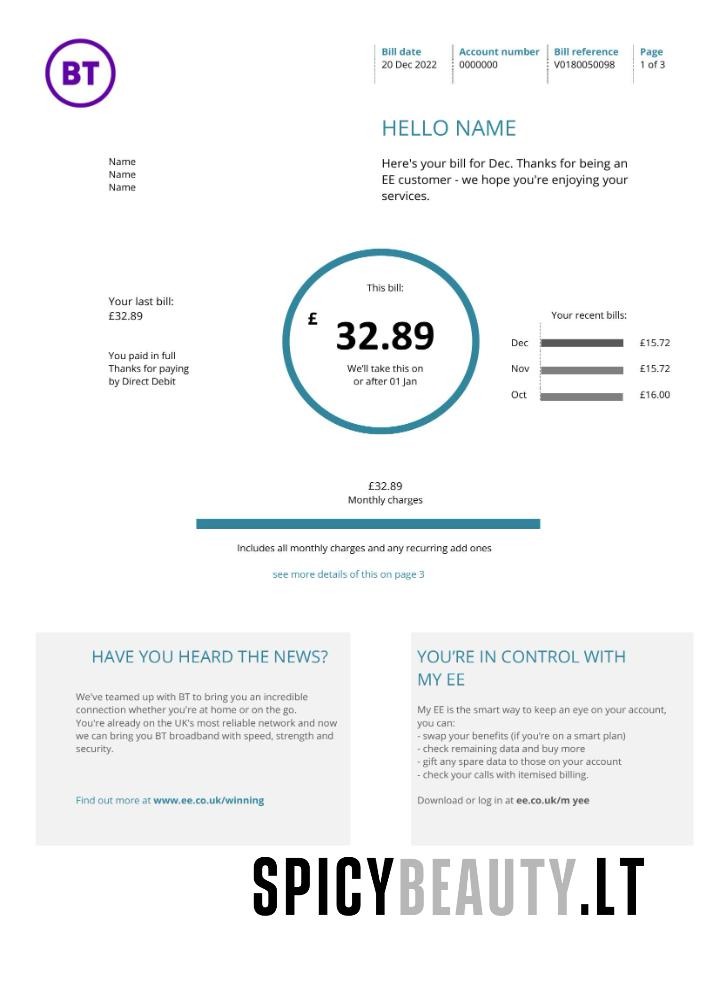 BT
Bill date Account number Bill reference Page
20 Dec 2022 0000000 V0180050098 1 of 3
HELLO NAME
Here's your bill for Dec. Thanks for being an
EE customer - we hope you're enjoying your
services.
Name
Name
Name
Your last bill:
£32.89
You paid in full
Thanks for paying
by Direct Debit
This bill:
£ 32.89
We'll take this on
or after 01 Jan
Your recent bills:
Dec £15.72
Nov £15.72
Oct £16.00
£32.89
Monthly charges
Includes all monthly charges and any recurring add ones
see more details of this on page 3
HAVE YOU HEARD THE NEWS?
We've teamed up with BT to bring you an incredible
connection whether you're at home or on the go.
You're already on the UK's most reliable network and now
we can bring you BT broadband with speed, strength and
security.
Find out more at www.ee.co.uk/winning
YOU'RE IN CONTROL WITH
MY EE
My EE is the smart way to keep an eye on your account,
you can:
- swap your benefits (if you're on a smart plan)
- check remaining data and buy more
- gift any spare data to those on your account
- check your calls with itemised billing.
Download or log in at ee.co.uk/m yee
SPICYBEAUTY.LT